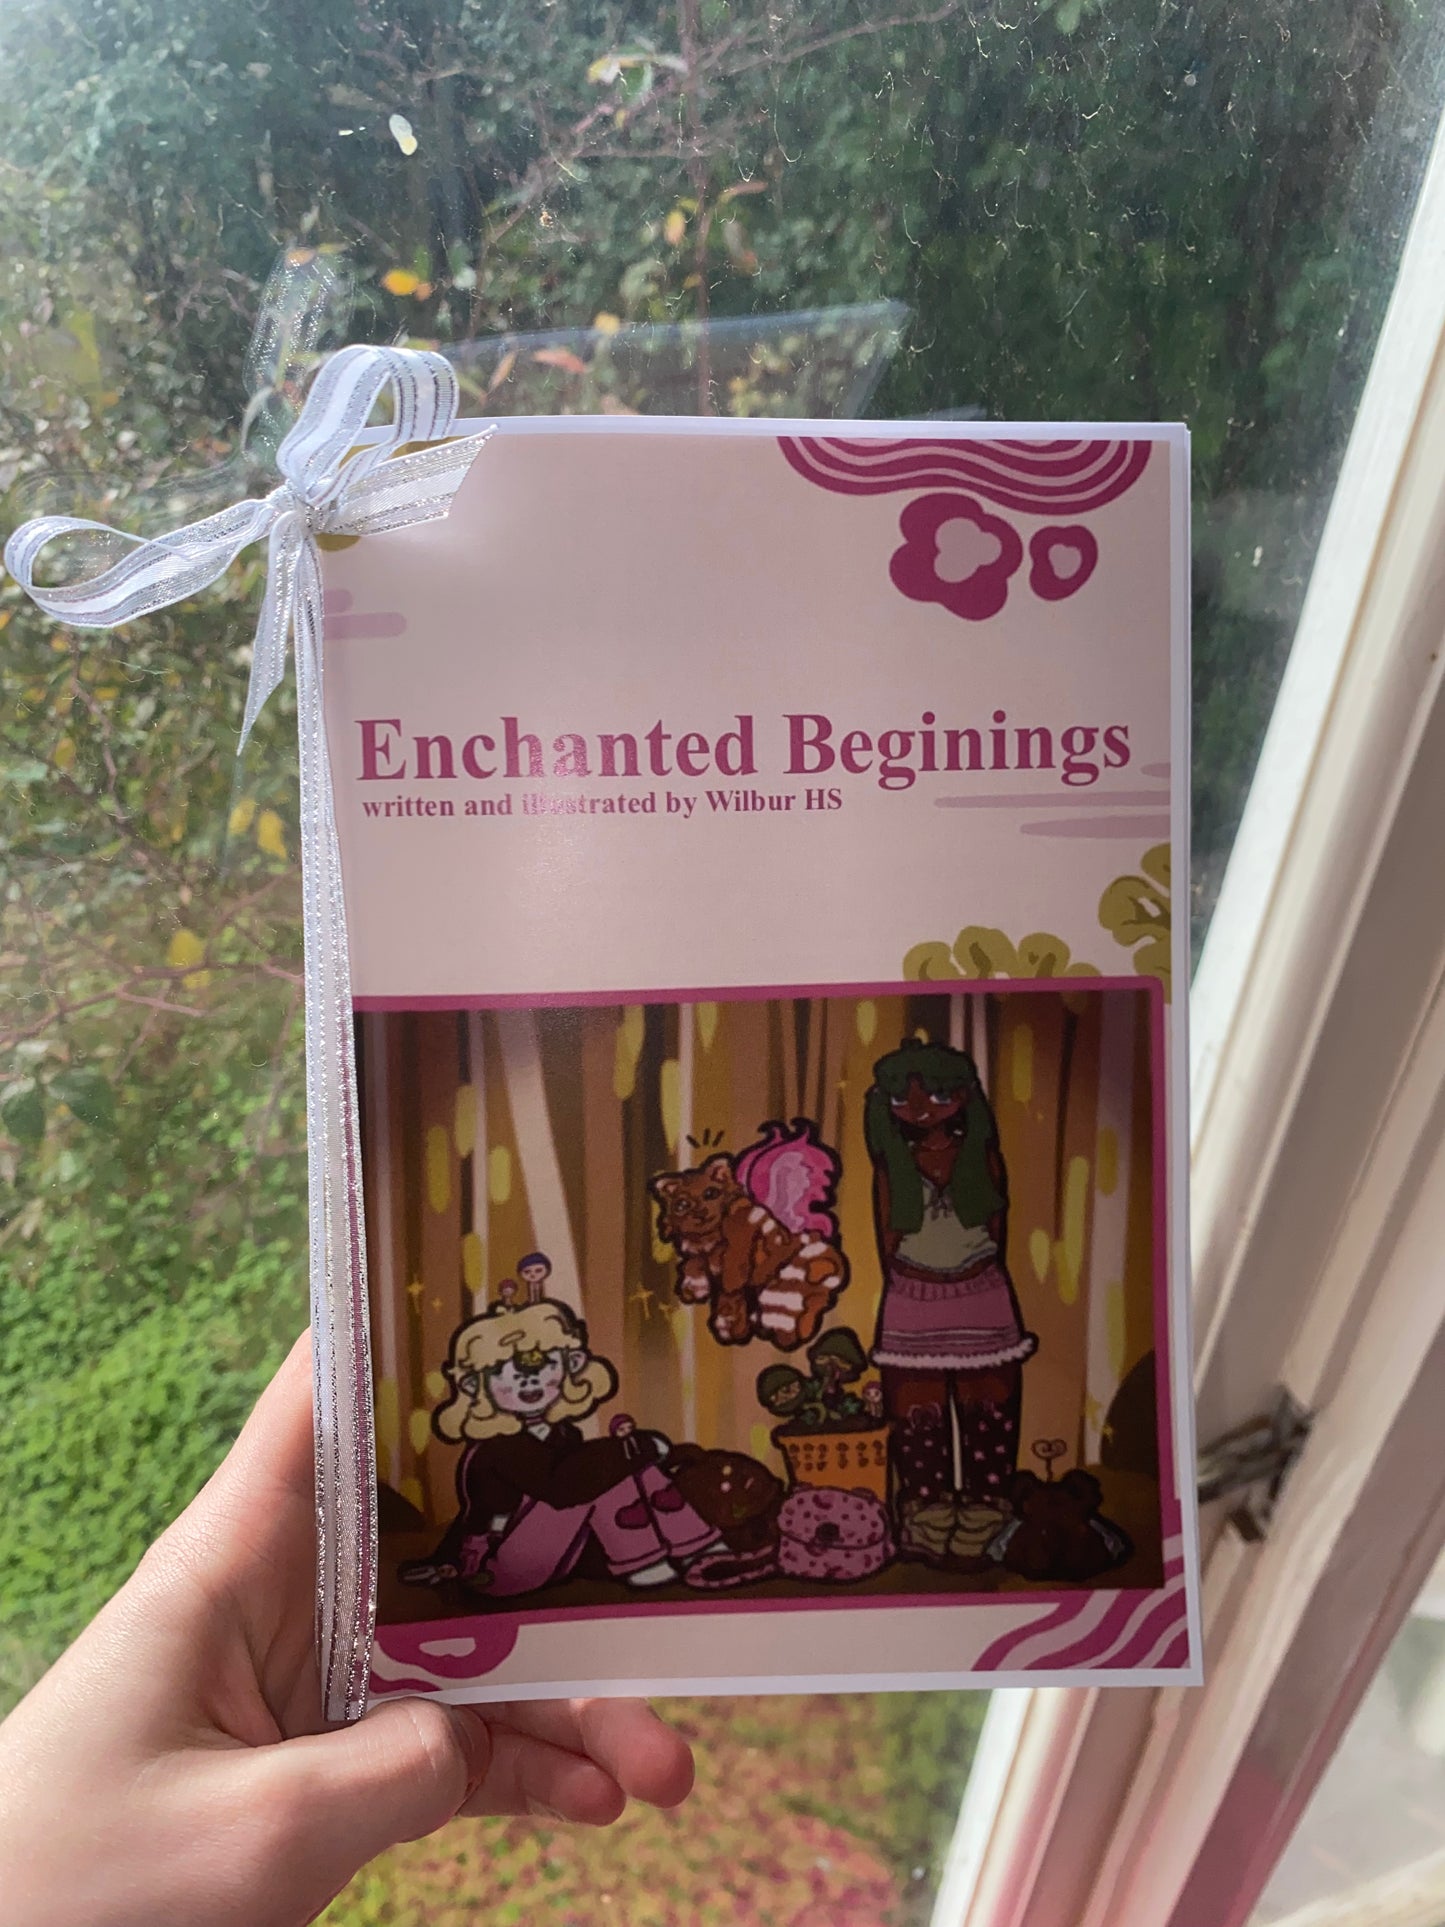 Enchanted Beginings
written and illustrated by Wilbur HS